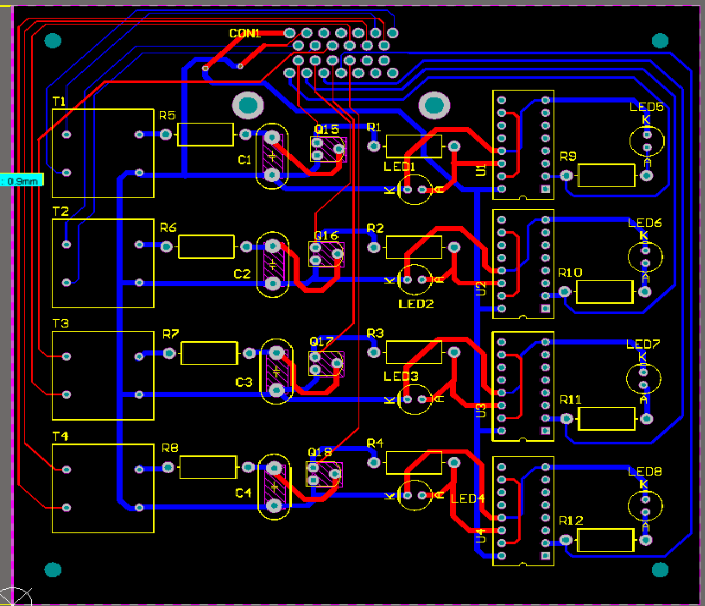 CON1
T1
R5
C1
Q15
R1
LED1
K
A
U1
LED5
K
A
R9
: 0.9mm
T2
R6
C2
Q16
R2
K
A
LED2
U2
LED6
K
A
R10
T3
R7
C3
Q17
R3
LED3
K
A
U3
LED7
K
A
R11
T4
R8
C4
Q18
R4
K
A
LED4
U4
LED8
K
A
R12
+
+
+
+